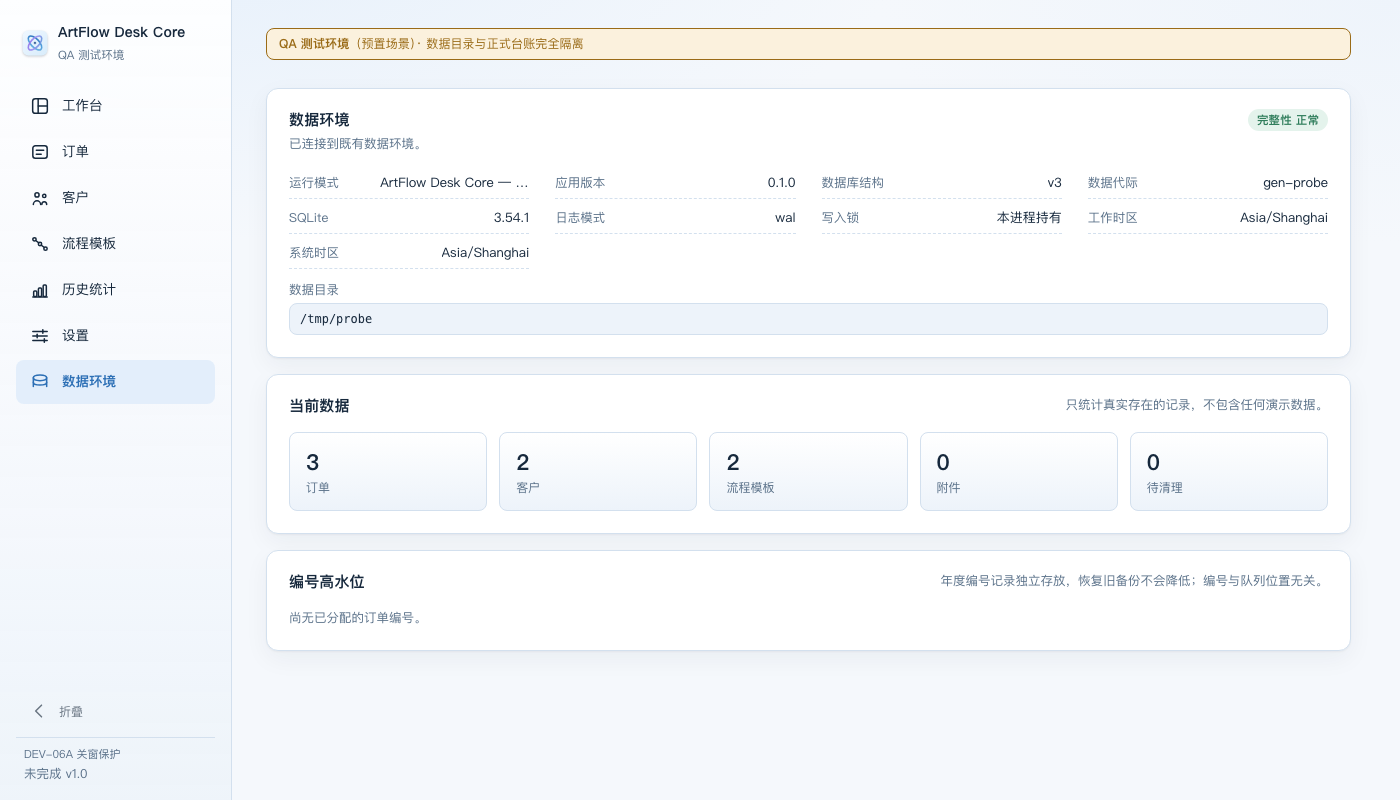 ArtFlow Desk Core
QA 测试环境
工作台
订单
客户
流程模板
历史统计
设置
数据环境
折叠
DEV-06A 关窗保护
未完成 v1.0
QA 测试环境（预置场景）· 数据目录与正式台账完全隔离
数据环境
完整性 正常
已连接到既有数据环境。
运行模式 ArtFlow Desk Core — …
应用版本 0.1.0
数据库结构 v3
数据代际 gen-probe
SQLite 3.54.1
日志模式 wal
写入锁 本进程持有
工作时区 Asia/Shanghai
系统时区 Asia/Shanghai
数据目录
/tmp/probe
当前数据
只统计真实存在的记录，不包含任何演示数据。
3
订单
2
客户
2
流程模板
0
附件
0
待清理
编号高水位
年度编号记录独立存放，恢复旧备份不会降低；编号与队列位置无关。
尚无已分配的订单编号。